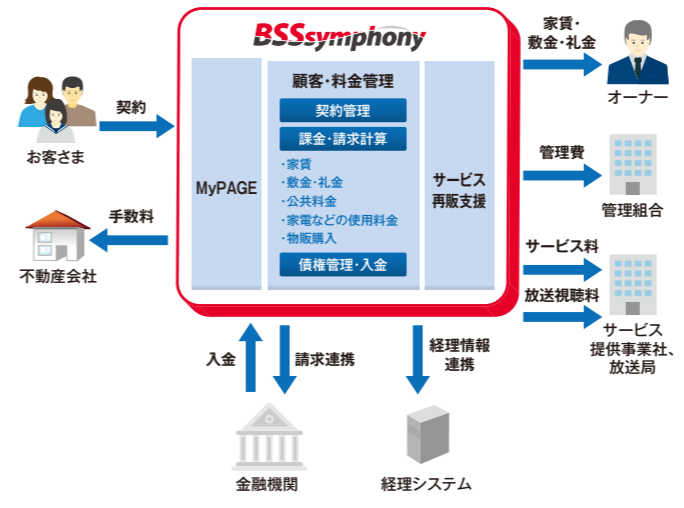 BSSsymphony
MyPAGE
顧客・料金管理
契約管理
課金・請求計算
・家賃
・敷金・礼金
・公共料金
・家電などの使用料金
・物販購入
債権管理・入金
サービス
再販支援
契約
お客さま
手数料
不動産会社
家賃・
敷金・礼金
オーナー
管理費
管理組合
サービス料
放送視聴料
サービス
提供事業社、
放送局
入金
請求連携
金融機関
経理情報
連携
経理システム